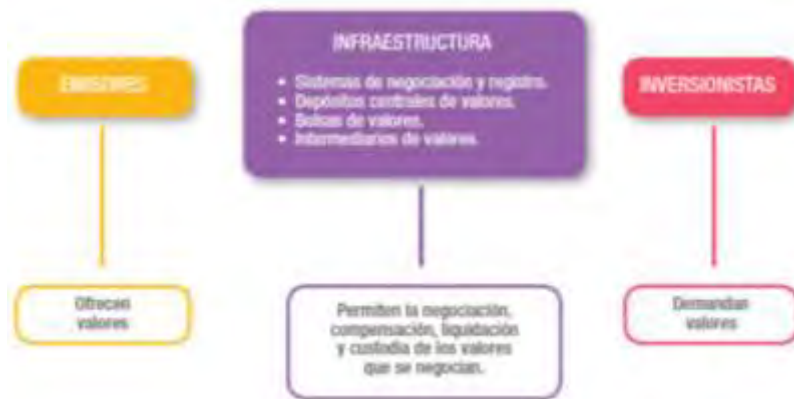 EMISORES
Ofrecen
valores
INFRAESTRUCTURA
• Sistemas de negociación y registro.
• Depósitos centrales de valores.
• Bolsas de valores.
• Intermediarios de valores.
Permiten la negociación,
compensación, liquidación
y custodia de los valores
que se negocian.
INVERSIONISTAS
Demandan
valores